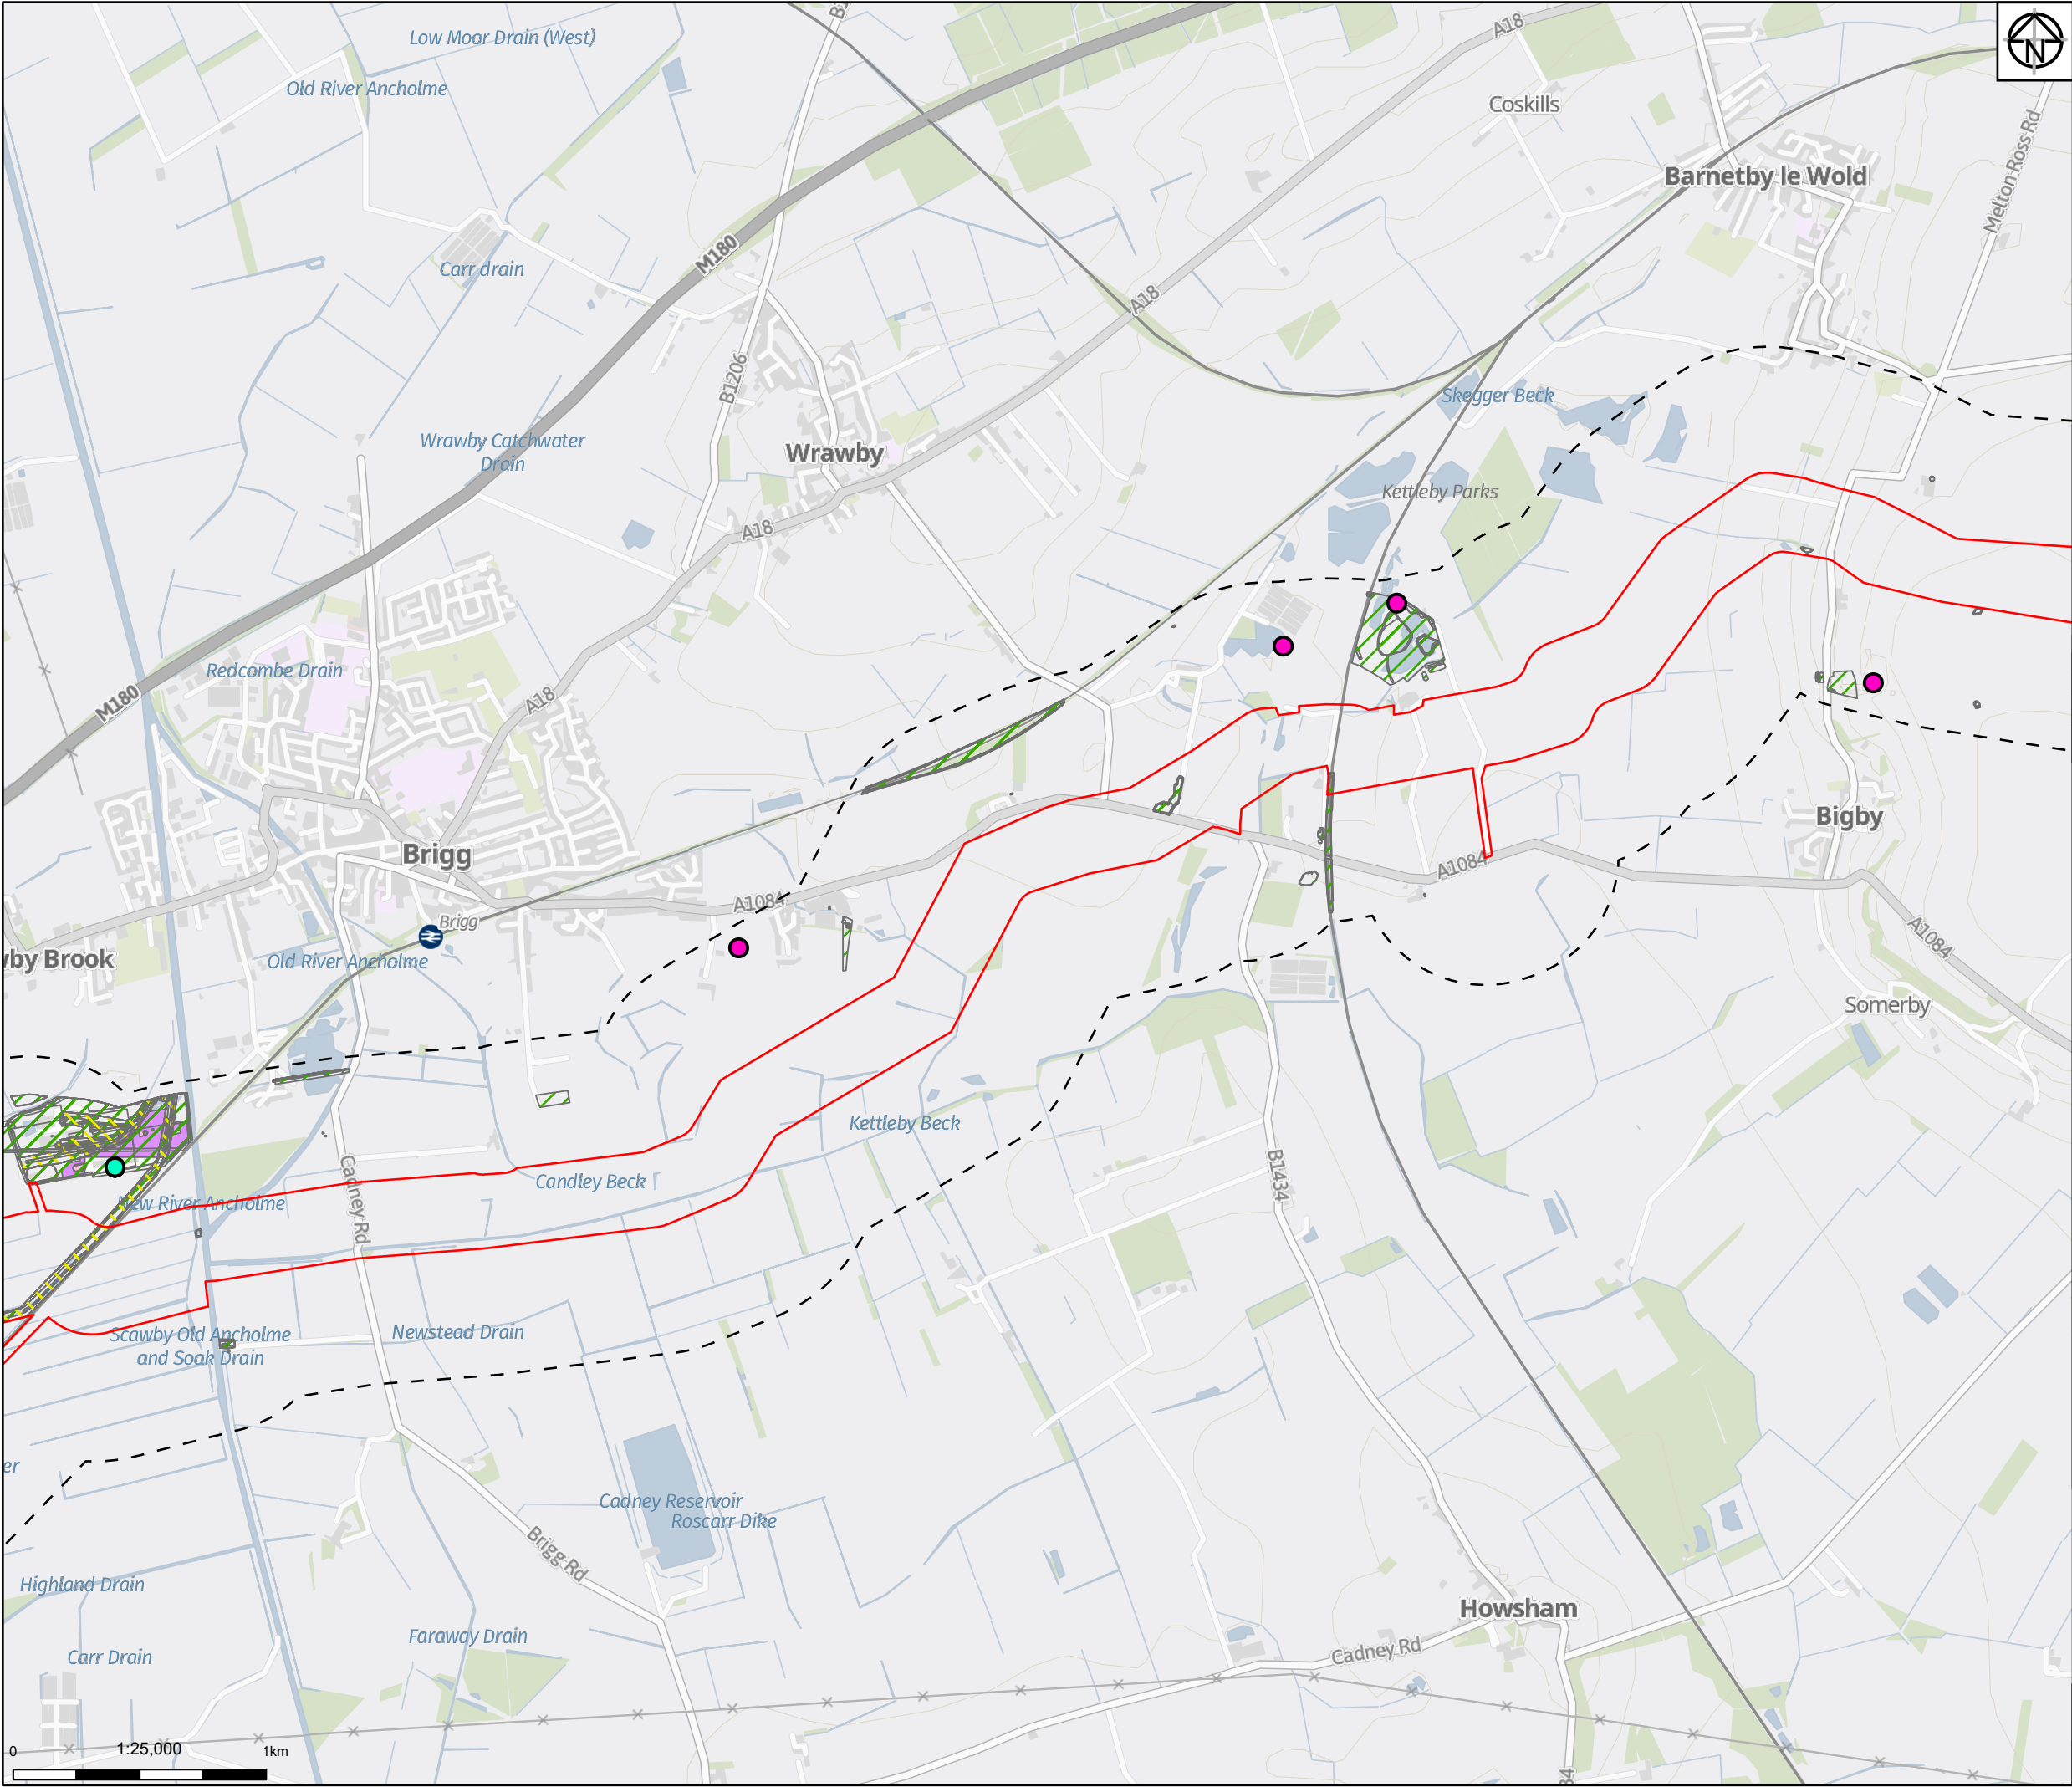 Low Moor Drain (West)
A18
N
Old River Ancholme
Coskills
Melton Ross Rd
Barnetby le Wold
M180
Carr drain
A18
B1206
Skegger Beck
Wrawby Catchwater
Drain
Wrawby
Kettleby Parks
A18
Redcombe Drain
M180
A18
Bigby
Brigg
A1084
A1084
Brigg
A1084
wby Brook
Old River Ancholme
Somerby
Kettleby Beck
Candley Beck
B1434
Cadney Rd
New River Ancholme
Scawby Old Ancholme
and Soak Drain
Newstead Drain
er
Cadney Reservoir
Roscarr Dike
Brigg Rd
Highland Drain
Howsham
Faraway Drain
Cadney Rd
Carr Drain
0
1:25,000
1km